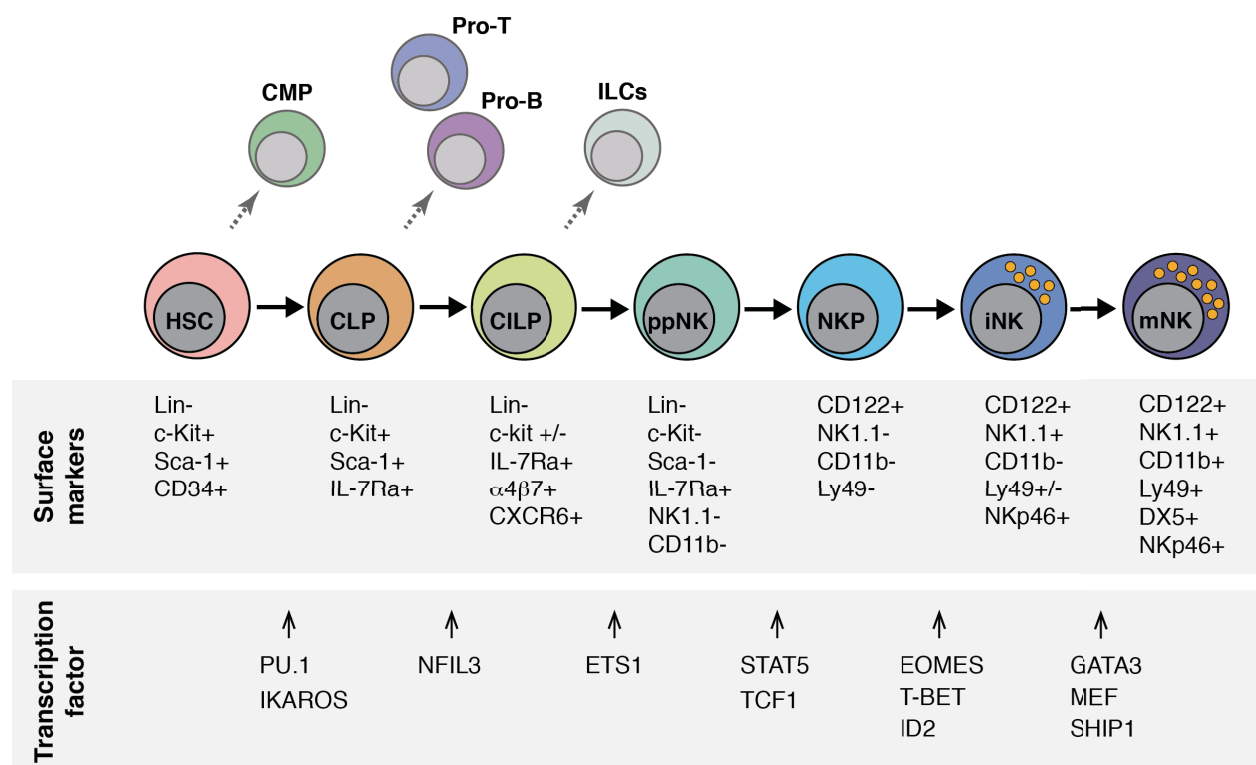 Pro-T
CMP
Pro-B
ILCs
HSC
CLP
CILP
ppNK
NKP
iNK
mNK
Surface
markers
Lin-
c-Kit+
Sca-1+
CD34+
Lin-
c-Kit+
Sca-1+
IL-7Ra+
Lin-
c-kit +/-
IL-7Ra+
α4β7+
CXCR6+
Lin-
c-Kit-
Sca-1-
IL-7Ra+
NK1.1-
CD11b-
CD122+
NK1.1-
CD11b-
Ly49-
CD122+
NK1.1+
CD11b-
Ly49+/-
NKp46+
CD122+
NK1.1+
CD11b+
Ly49+
DX5+
NKp46+
Transcription
factor
PU.1
IKAROS
NFIL3
ETS1
STAT5
TCF1
EOMES
T-BET
ID2
GATA3
MEF
SHIP1